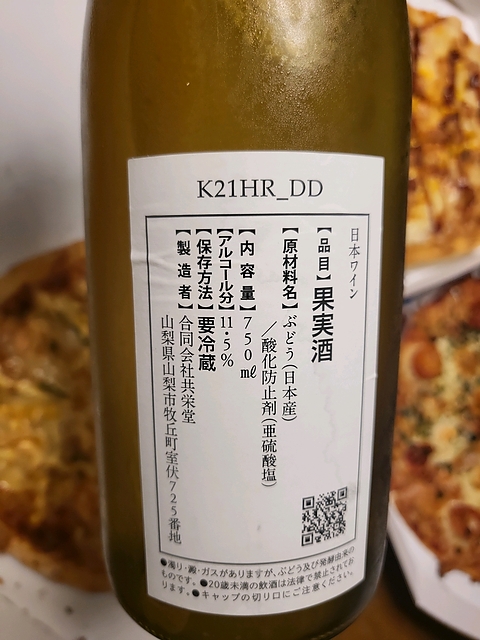 K21HR_DD
日本ワイン
【品目】果実酒
【原材料名】ぶどう(日本産)
／酸化防止剤(亜硫酸塩)
【内容量】750㎖
【アルコール分】11.5%
【保存方法】要冷蔵
【製造者】合同会社共栄堂
山梨県山梨市牧丘町室伏725番地
●濁り・澱・ガスがありますが、ぶどう及び発酵由来の
ものです。●20歳未満の飲酒は法律で禁止されてお
ります。●キャップの切り口にご注意ください。